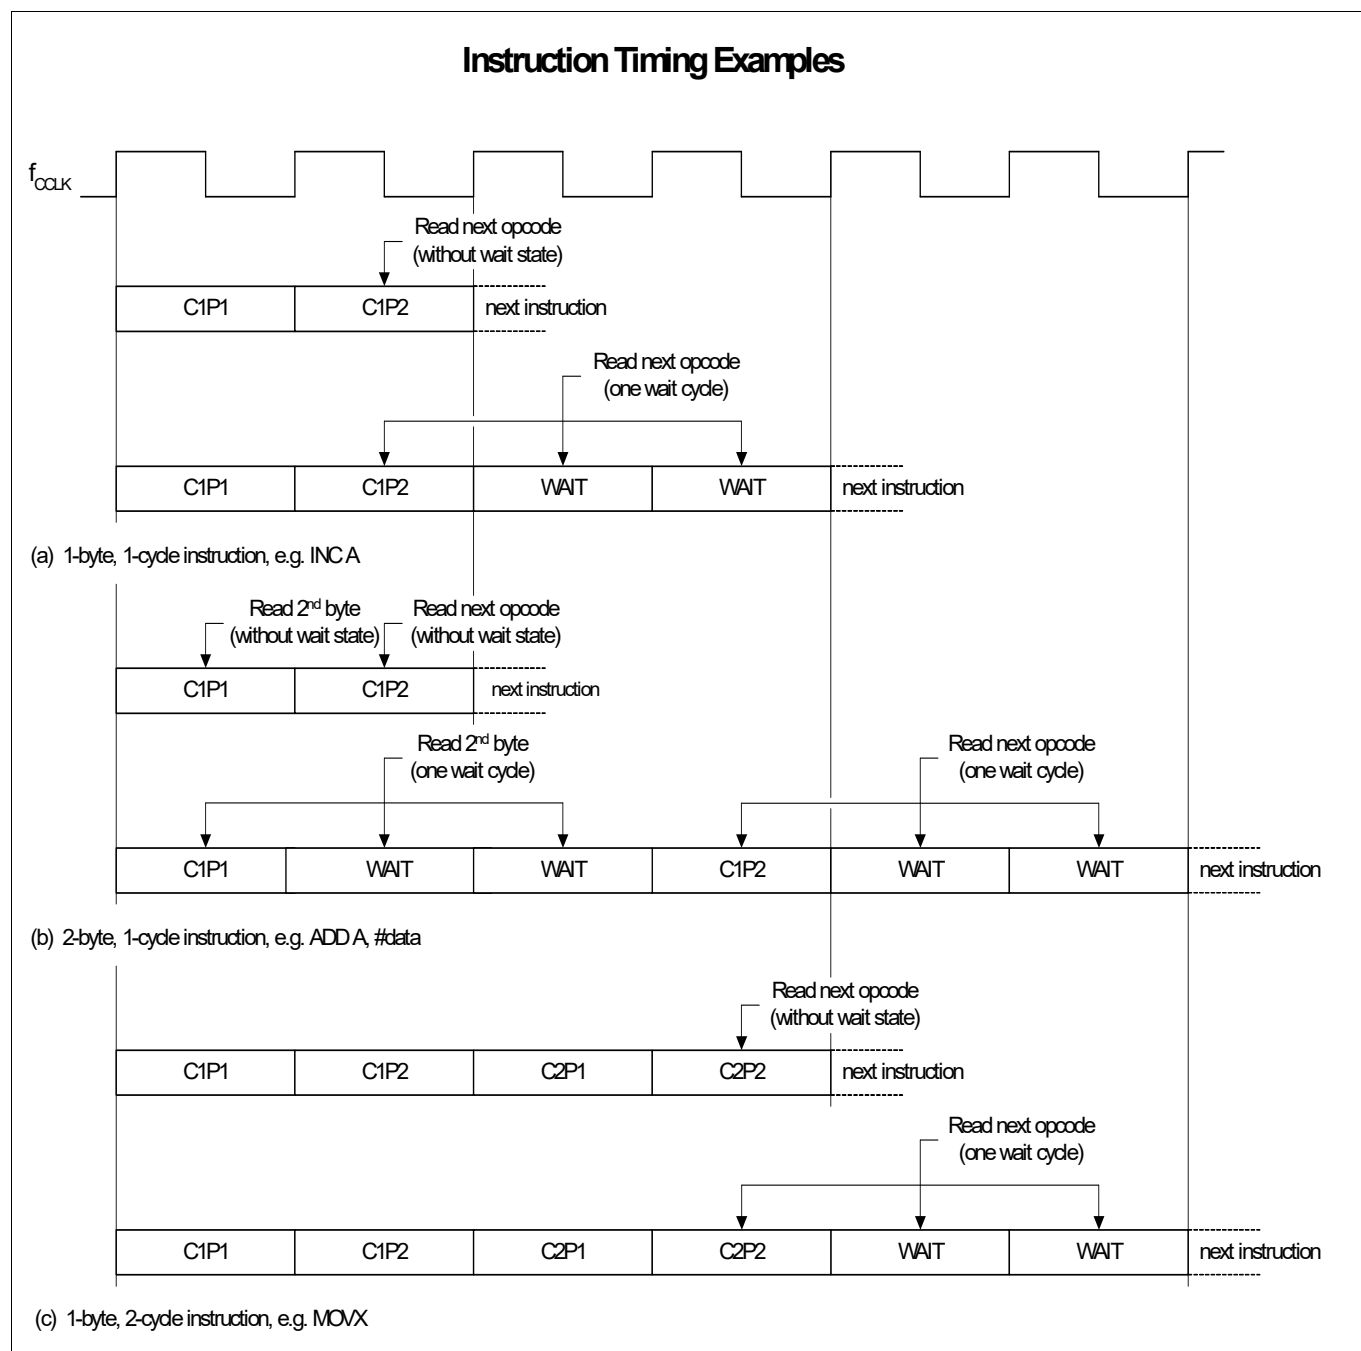 Instruction Timing Examples
fCCLK
Read next opcode
(without wait state)
C1P1 C1P2 next instruction
Read next opcode
(one wait cycle)
C1P1 C1P2 WAIT WAIT next instruction
(a) 1-byte, 1-cycle instruction, e.g. INC A
Read 2nd byte Read next opcode
(without wait state) (without wait state)
C1P1 C1P2 next instruction
Read 2nd byte Read next opcode
(one wait cycle) (one wait cycle)
C1P1 WAIT WAIT C1P2 WAIT WAIT next instruction
(b) 2-byte, 1-cycle instruction, e.g. ADD A, #data
Read next opcode
(without wait state)
C1P1 C1P2 C2P1 C2P2 next instruction
Read next opcode
(one wait cycle)
C1P1 C1P2 C2P1 C2P2 WAIT WAIT next instruction
(c) 1-byte, 2-cycle instruction, e.g. MOVX